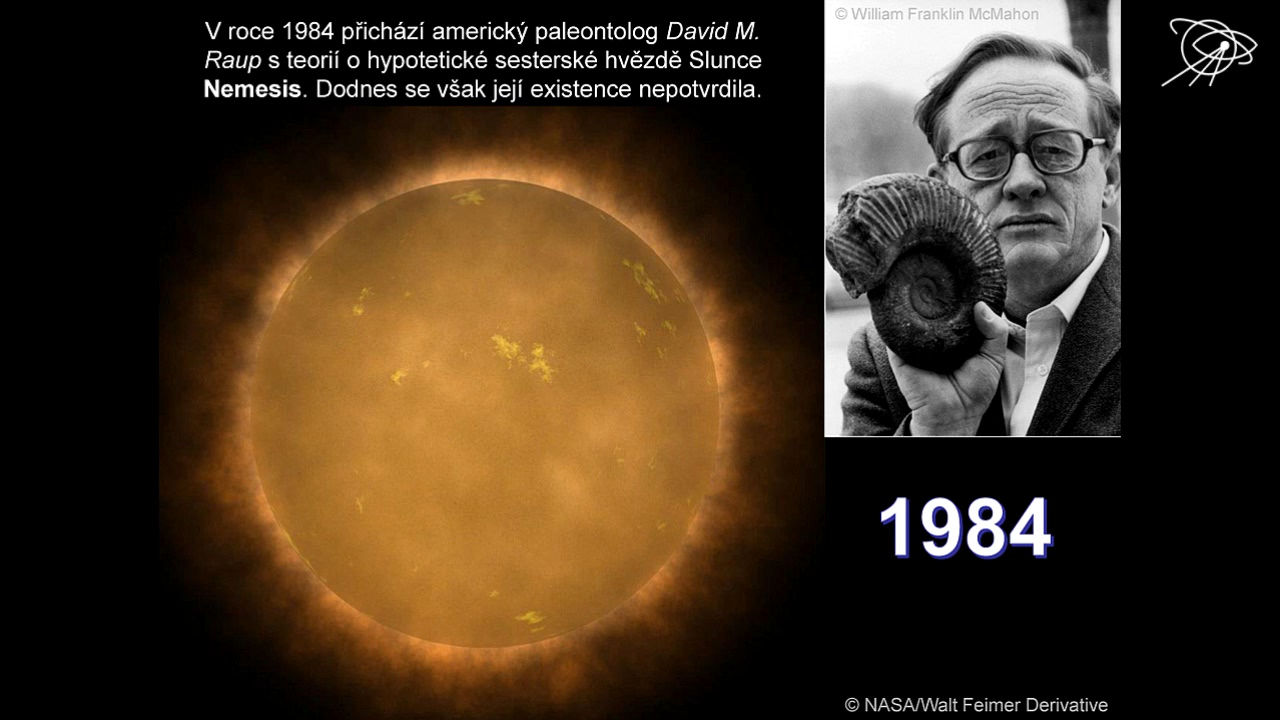 V roce 1984 přichází americký paleontolog David M.
Raup s teorií o hypotetické sesterské hvězdě Slunce
Nemesis. Dodnes se však její existence nepotvrdila.
© William Franklin McMahon
1984
© NASA/Walt Feimer Derivative